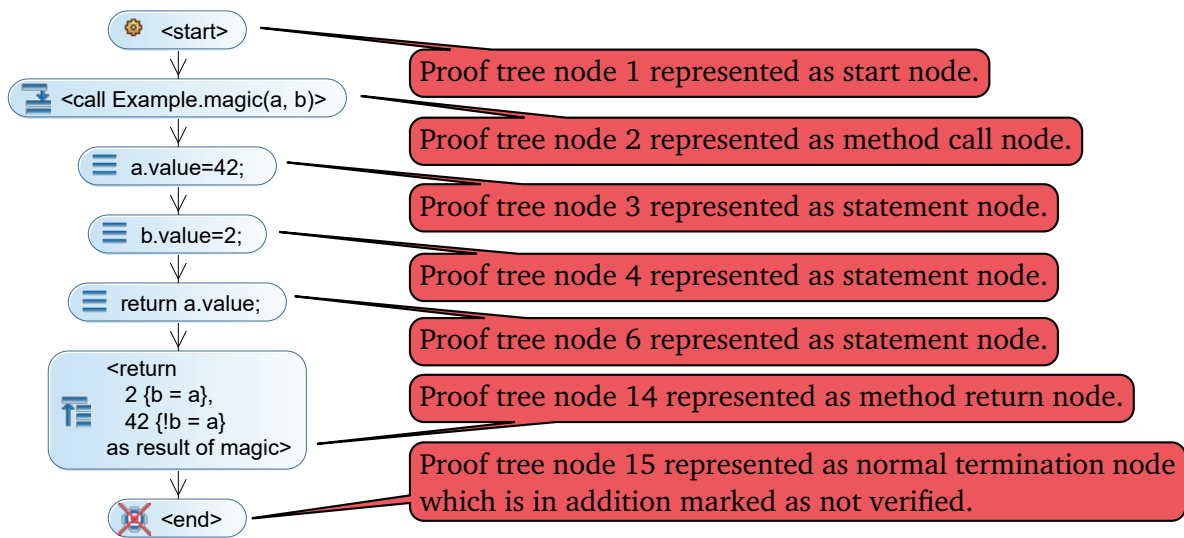 <start>
Proof tree node 1 represented as start node.
<call Example.magic(a, b)>
Proof tree node 2 represented as method call node.
a.value=42;
Proof tree node 3 represented as statement node.
b.value=2;
Proof tree node 4 represented as statement node.
return a.value;
Proof tree node 6 represented as statement node.
<return
2 {b = a},
42 {!b = a}
as result of magic>
Proof tree node 14 represented as method return node.
<end>
Proof tree node 15 represented as normal termination node
which is in addition marked as not verified.